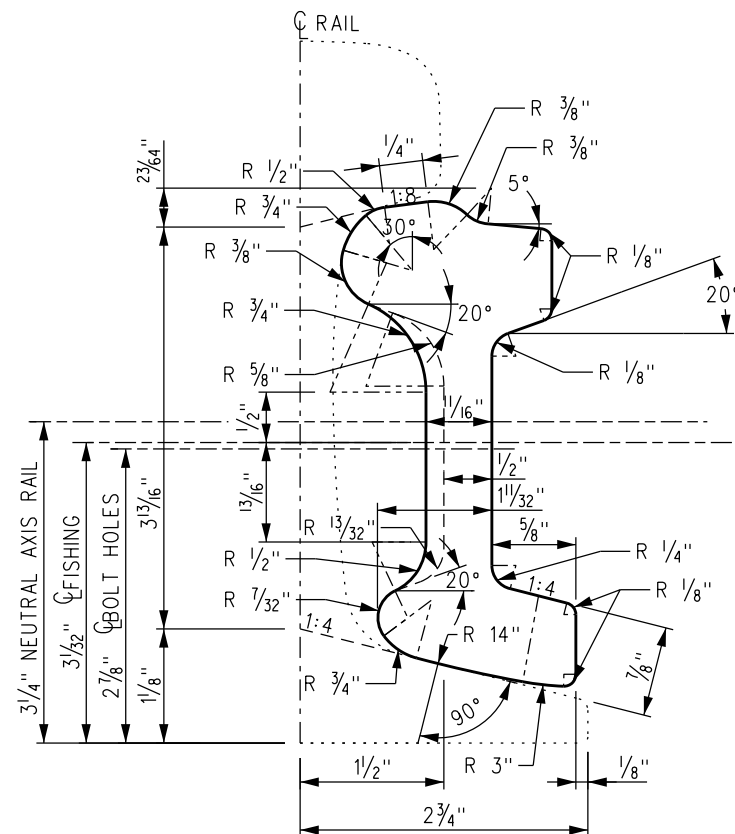 ℄ RAIL
R 3/8"
1/4"
R 3/8"
23/64"
R 1/2"
5°
1:8
R 3/4"
30°
R 3/8"
R 1/8"
20°
R 3/4"
20°
R 5/8"
R 1/8"
1/2"
11/16"
1/2"
13/16"
1 11/32"
3 13/16"
R 13/32"
5/8"
R 1/2"
R 1/4"
20°
1:4
R 1/8"
R 7/32"
1:4
R 14"
7/8"
R 3/4"
90°
R 3"
3 1/4" NEUTRAL AXIS RAIL
3 1/32" ℄ FISHING
2 7/8" ℄ BOLT HOLES
1 1/8"
1 1/2"
1/8"
2 3/4"